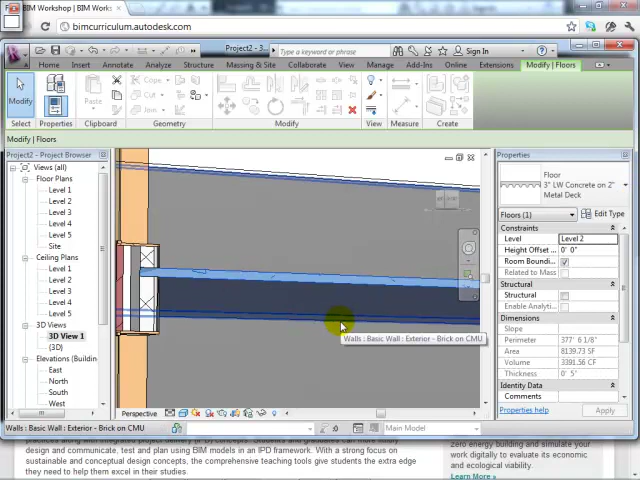 BIM Workshop | BIM Works
bimcurriculum.autodesk.com
Project2 - 3...
Type a keyword or phrase
Sign In
Home Insert Annotate Analyze Structure Massing & Site Collaborate View Manage Add-Ins Online Extensions Modify | Floors
Modify Paste Cope Cut Join
Select Properties Clipboard Geometry Modify View Measure Create
Modify | Floors
Project2 - Project Browser
Views (all)
Floor Plans
Level 1
Level 2
Level 3
Level 4
Level 5
Site
Ceiling Plans
Level 1
Level 2
Level 3
Level 4
Level 5
3D Views
3D View 1
{3D}
Elevations (Buildin
East
North
South
West
Walls : Basic Wall : Exterior - Brick on CMU
Perspective
Properties
Floor
3" LW Concrete on 2"
Metal Deck
Floors (1) Edit Type
Constraints
Level Level 2
Height Offset ... 0' 0"
Room Boundi...
Related to Mass
Structural
Structural
Enable Analyti...
Dimensions
Slope
Perimeter 377' 6 1/8"
Area 8139.73 SF
Volume 3391.56 CF
Thickness 0' 5"
Identity Data
Comments
Properties help Apply
Walls : Basic Wall : Exterior - Brick on CMU :0 Main Model
practices along with integrated project delivery (IPD) concepts. Students and graduates can more fully
design and communicate, test and plan using BIM models in an IPD framework. With a strong focus on
sustainable and conceptual design concepts, the comprehensive teaching tools give students the extra edge
they need to help them excel in their studies.
zero energy building and simulate your
work digitally to evaluate its economic
and ecological viability.
Learn More »